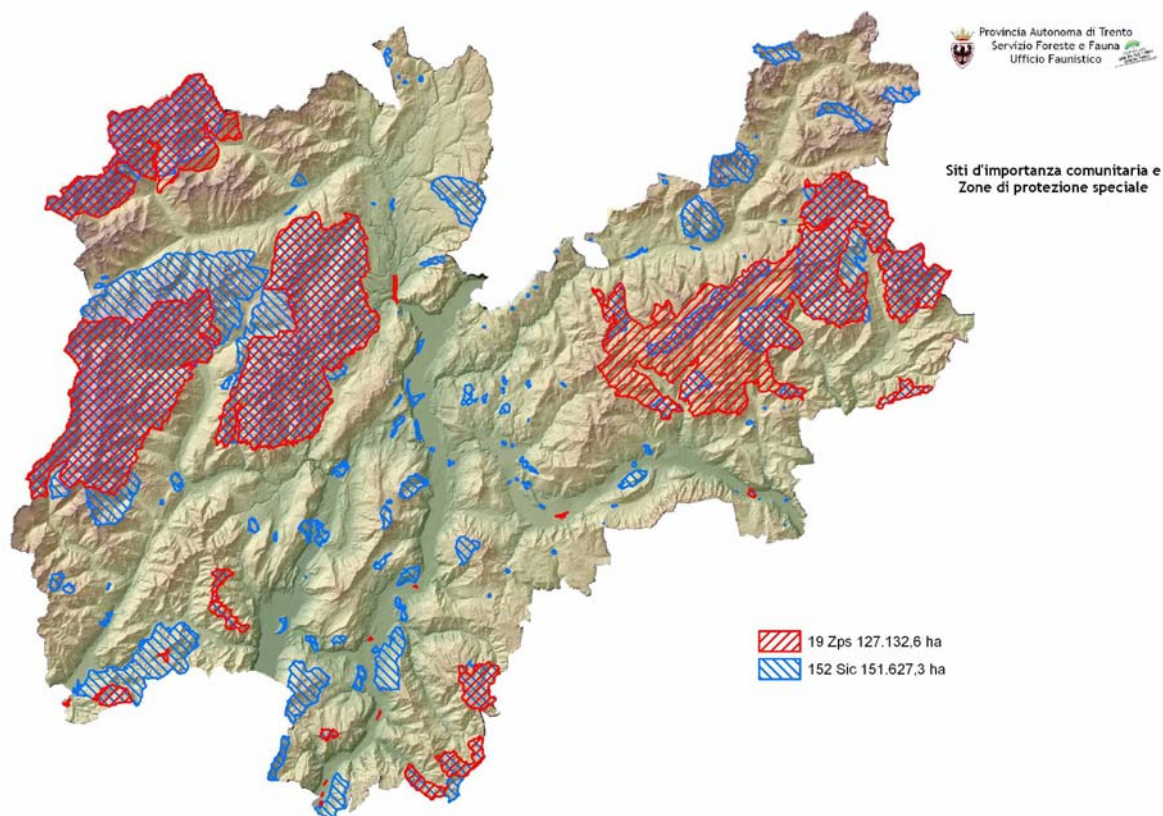 Provincia Autonoma di Trento
Servizio Foreste e Fauna
Ufficio Faunistico
Siti d'importanza comunitaria e
Zone di protezione speciale
19 Zps 127.132,6 ha
152 Sic 151.627,3 ha